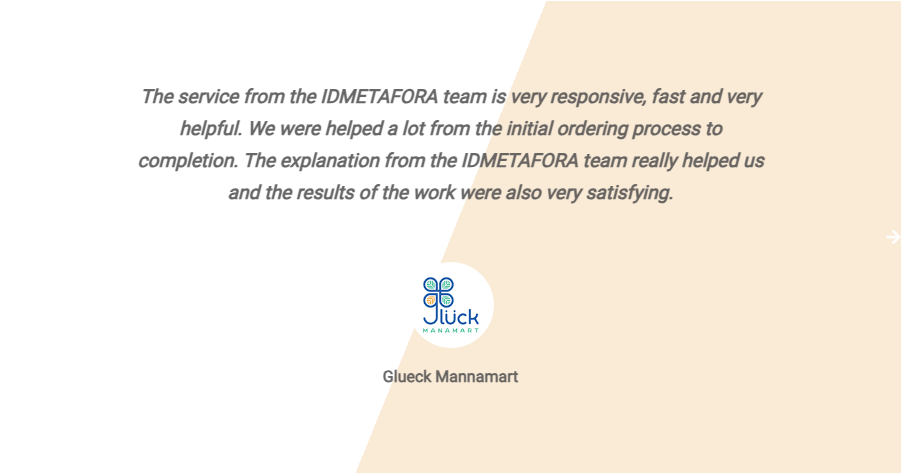 The service from the IDMETAFORA team is very responsive, fast and very
helpful. We were helped a lot from the initial ordering process to
completion. The explanation from the IDMETAFORA team really helped us
and the results of the work were also very satisfying.
glück
MANAMART
Glueck Mannamart